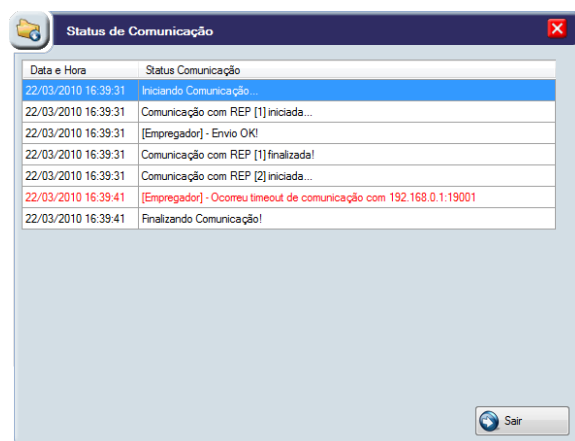 Status de Comunicação
Data e Hora Status Comunicação
22/03/2010 16:39:31 Iniciando Comunicação...
22/03/2010 16:39:31 Comunicação com REP [1] iniciada...
22/03/2010 16:39:31 [Empregador] - Envio OK!
22/03/2010 16:39:31 Comunicação com REP [1] finalizada!
22/03/2010 16:39:31 Comunicação com REP [2] iniciada...
22/03/2010 16:39:41 [Empregador] - Ocorreu timeout de comunicação com 192.168.0.1:19001
22/03/2010 16:39:41 Finalizando Comunicação!
Sair